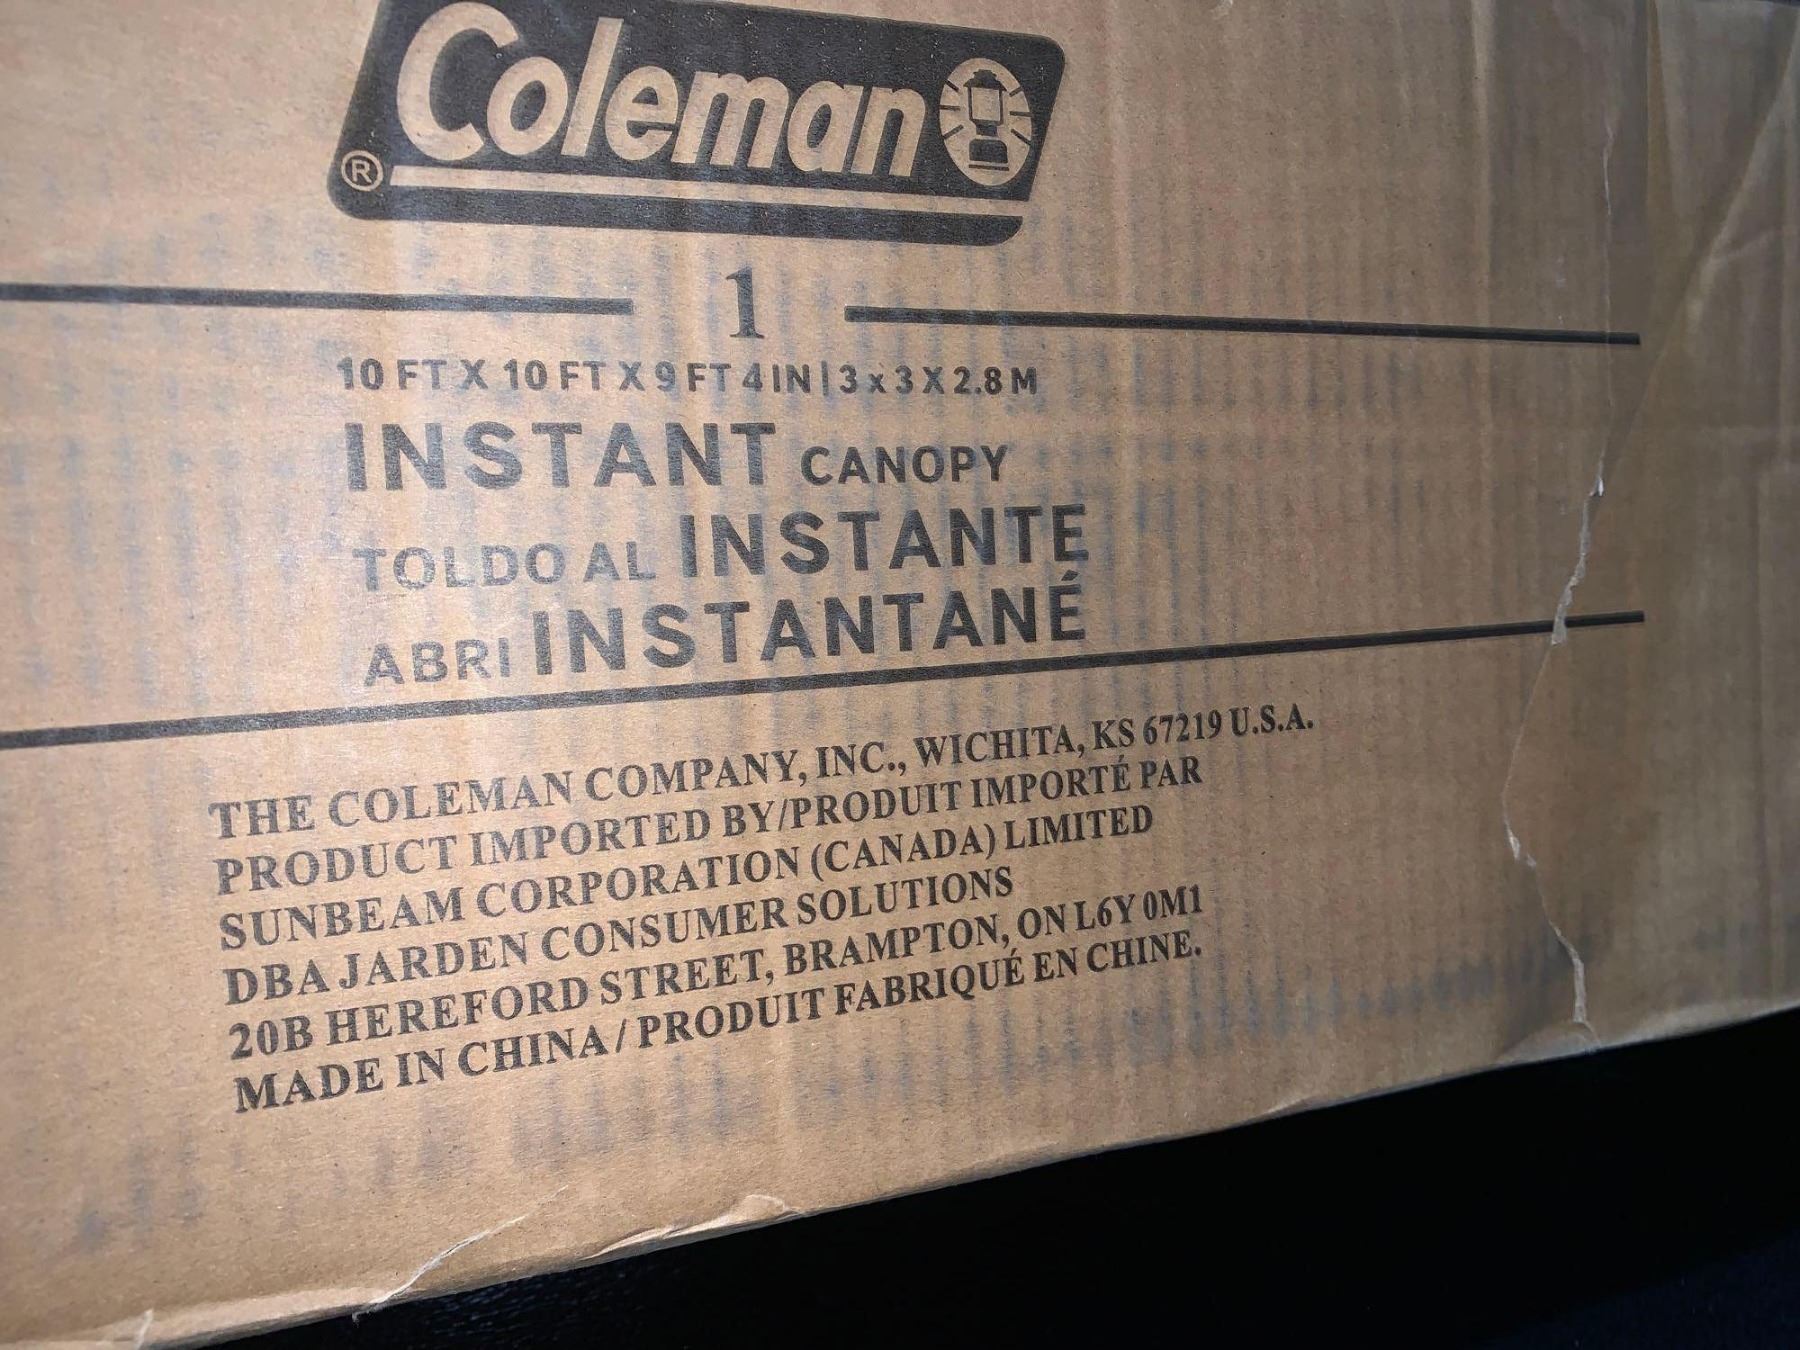 Coleman
®
1
10 FT X 10 FT X 9 FT 4 IN | 3 x 3 X 2.8 M
INSTANT CANOPY
TOLDO AL INSTANTE
ABRI INSTANTANÉ
THE COLEMAN COMPANY, INC., WICHITA, KS 67219 U.S.A.
PRODUCT IMPORTED BY/PRODUIT IMPORTÉ PAR
SUNBEAM CORPORATION (CANADA) LIMITED
DBA JARDEN CONSUMER SOLUTIONS
20B HEREFORD STREET, BRAMPTON, ON L6Y 0M1
MADE IN CHINA / PRODUIT FABRIQUÉ EN CHINE.